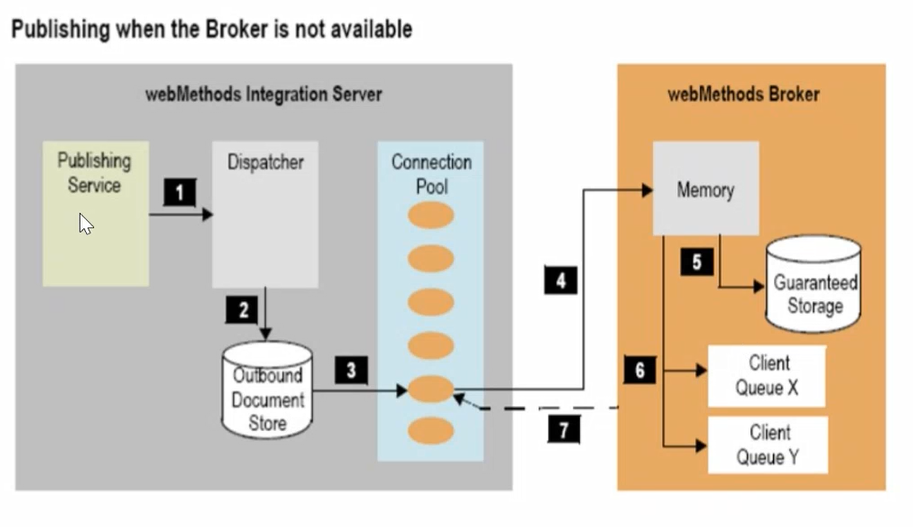 Publishing when the Broker is not available
webMethods Integration Server
webMethods Broker
Publishing
Service
1
Dispatcher
Connection
Pool
Memory
4
5
Guaranteed
Storage
2
Outbound
Document
Store
3
6
Client
Queue X
7
Client
Queue Y